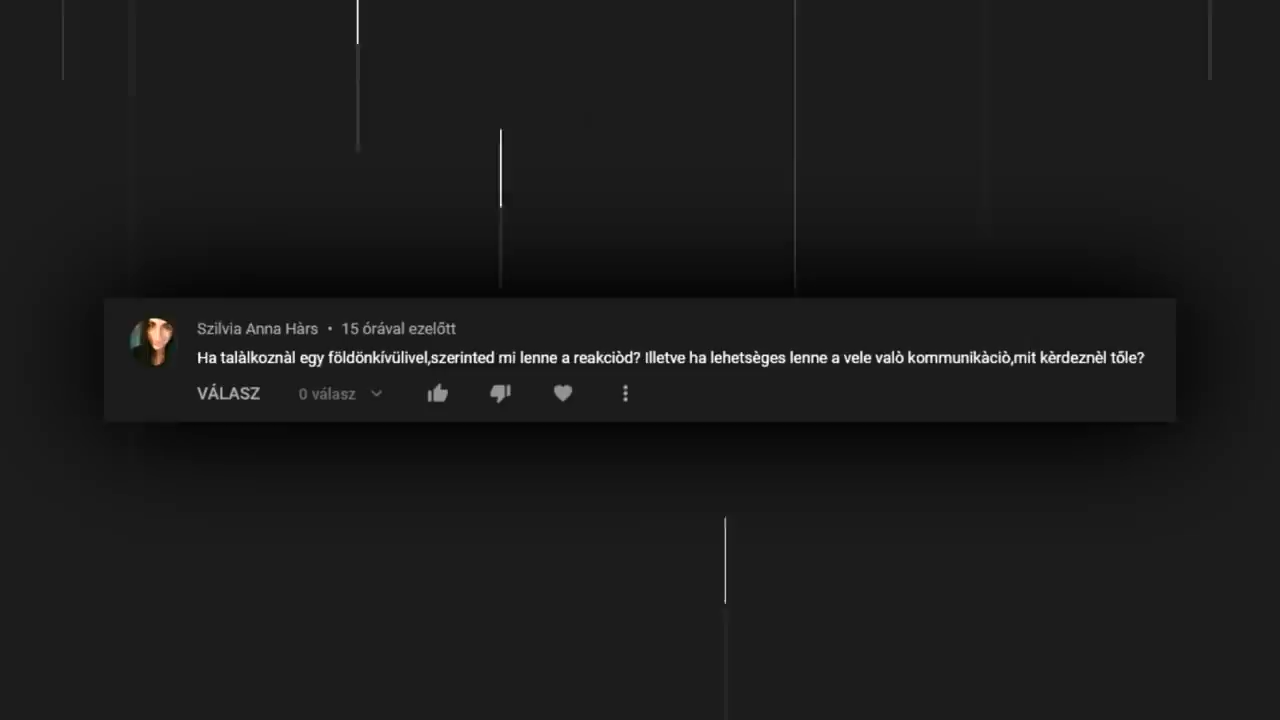 Szilvia Anna Hàrs • 15 órával ezelőtt
Ha talàlkoznàl egy földönkívülivel,szerinted mi lenne a reakciòd? Illetve ha lehetsèges lenne a vele valò kommunikàciò,mit kèrdeznèl tőle?
VÁLASZ 0 válasz